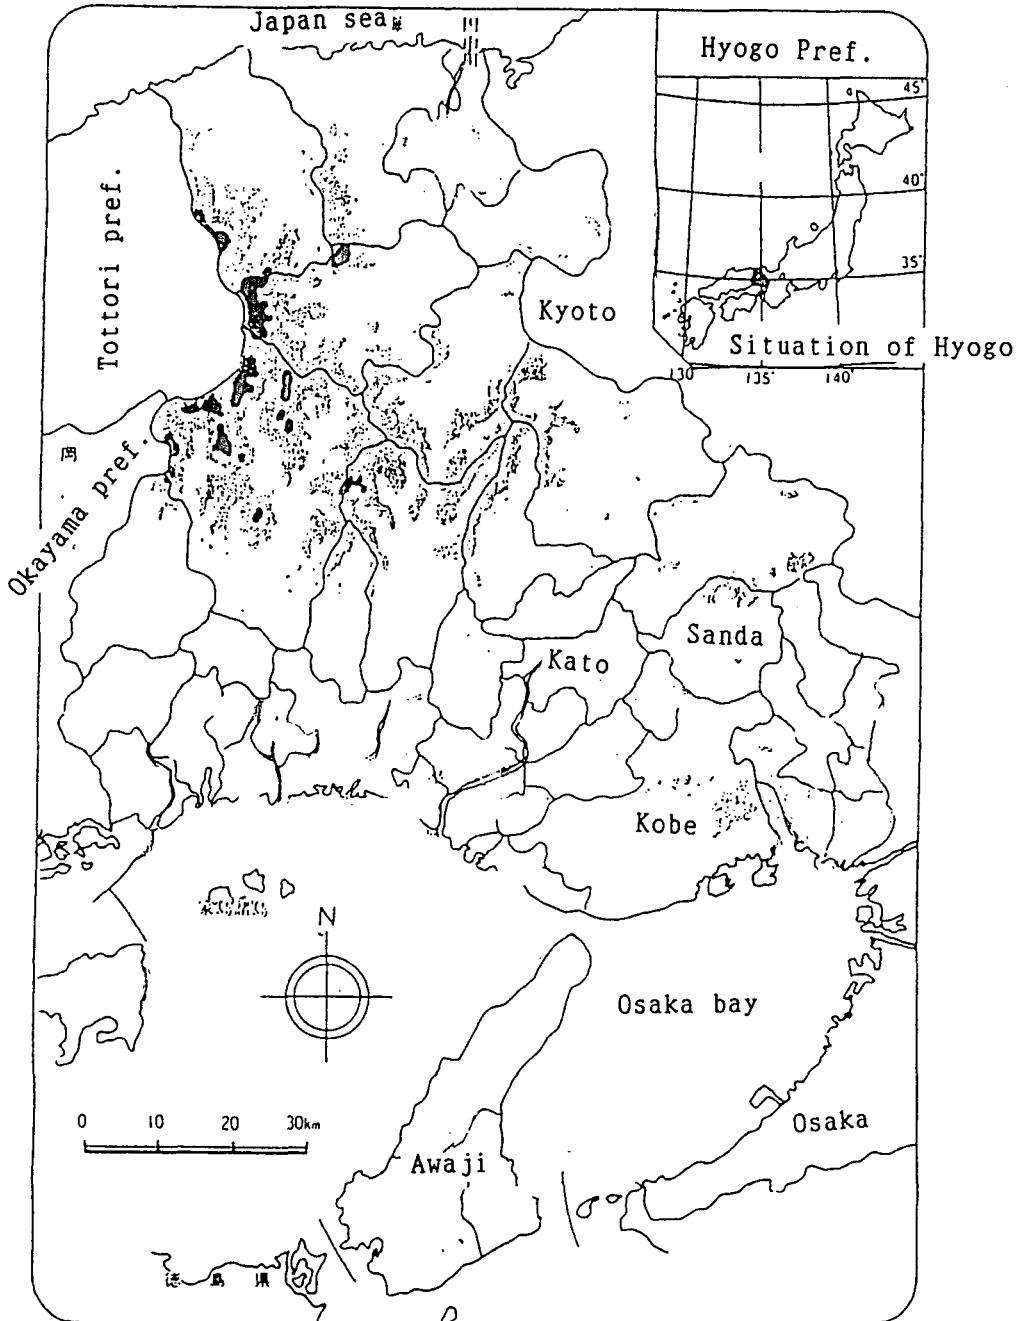 Japan sea
Hyogo Pref.
45°
40°
35°
130°
135°
140°
Situation of Hyogo
Tottori pref.
Kyoto
岡
Okayama pref.
Sanda
Kato
Kobe
N
Osaka bay
0 10 20 30km
Osaka
Awaji
徳島県